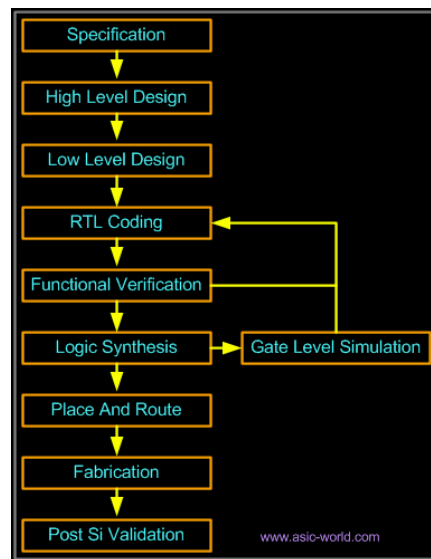 Specification
High Level Design
Low Level Design
RTL Coding
Functional Verification
Logic Synthesis
Gate Level Simulation
Place And Route
Fabrication
Post Si Validation
www.asic-world.com